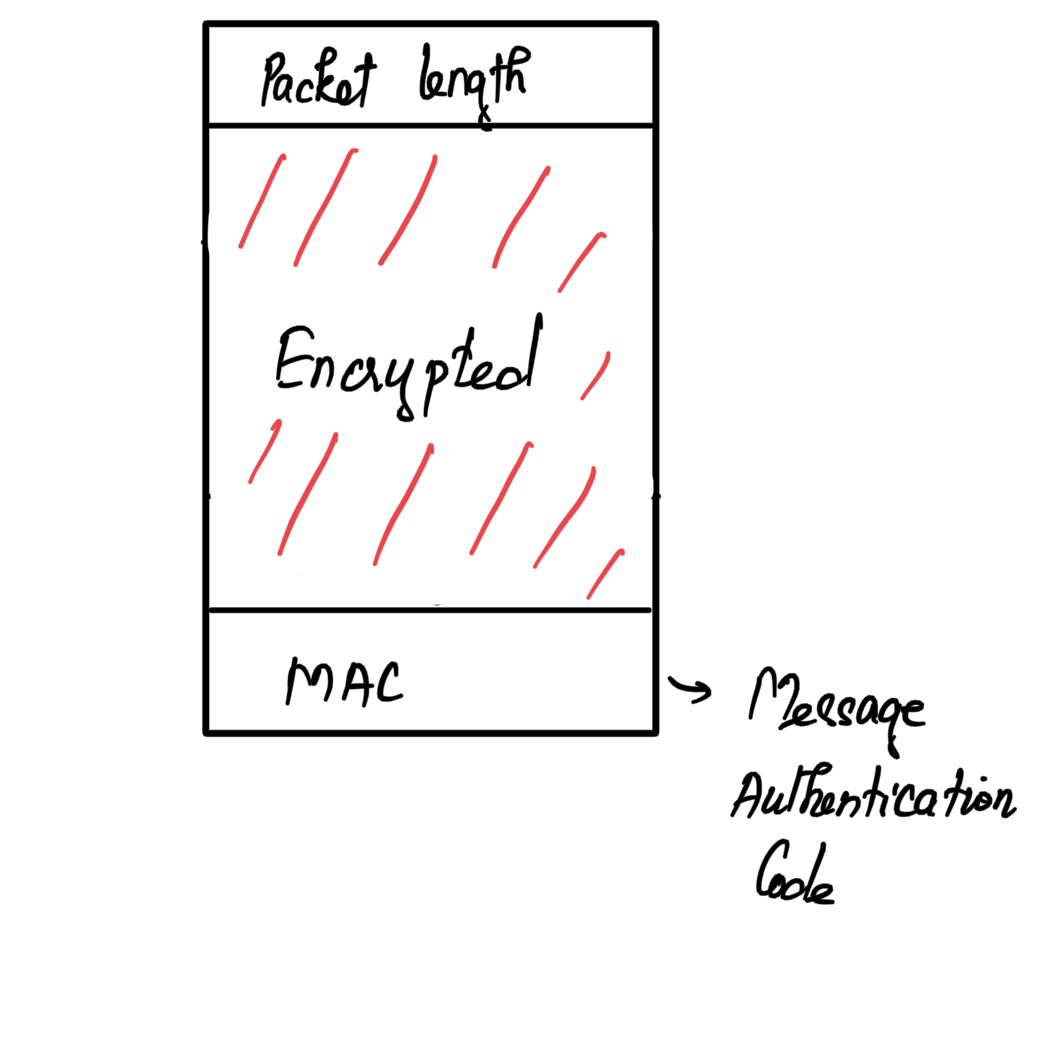 Packet length
Encrypted
MAC
Message
Authentication
Code